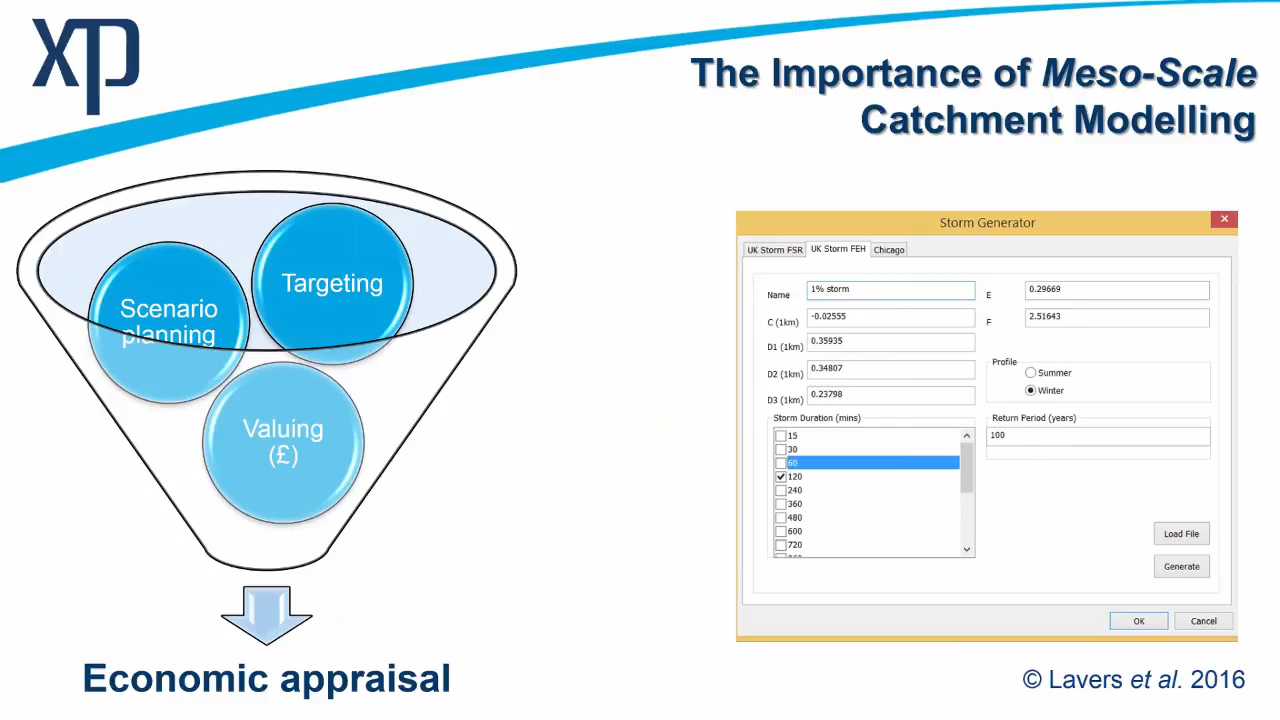 xp
The Importance of Meso-Scale
Catchment Modelling
Targeting
Scenario
planning
Valuing
(£)
Economic appraisal
Storm Generator
UK Storm FSR
UK Storm FEH
Chicago
Name
1% storm
E
0.29669
C (1km)
-0.02555
F
2.51643
D1 (1km)
0.35935
D2 (1km)
0.34807
D3 (1km)
0.23798
Profile
Summer
Winter
Storm Duration (mins)
15
30
60
120
240
360
480
600
720
Return Period (years)
100
Load File
Generate
OK
Cancel
© Lavers et al. 2016